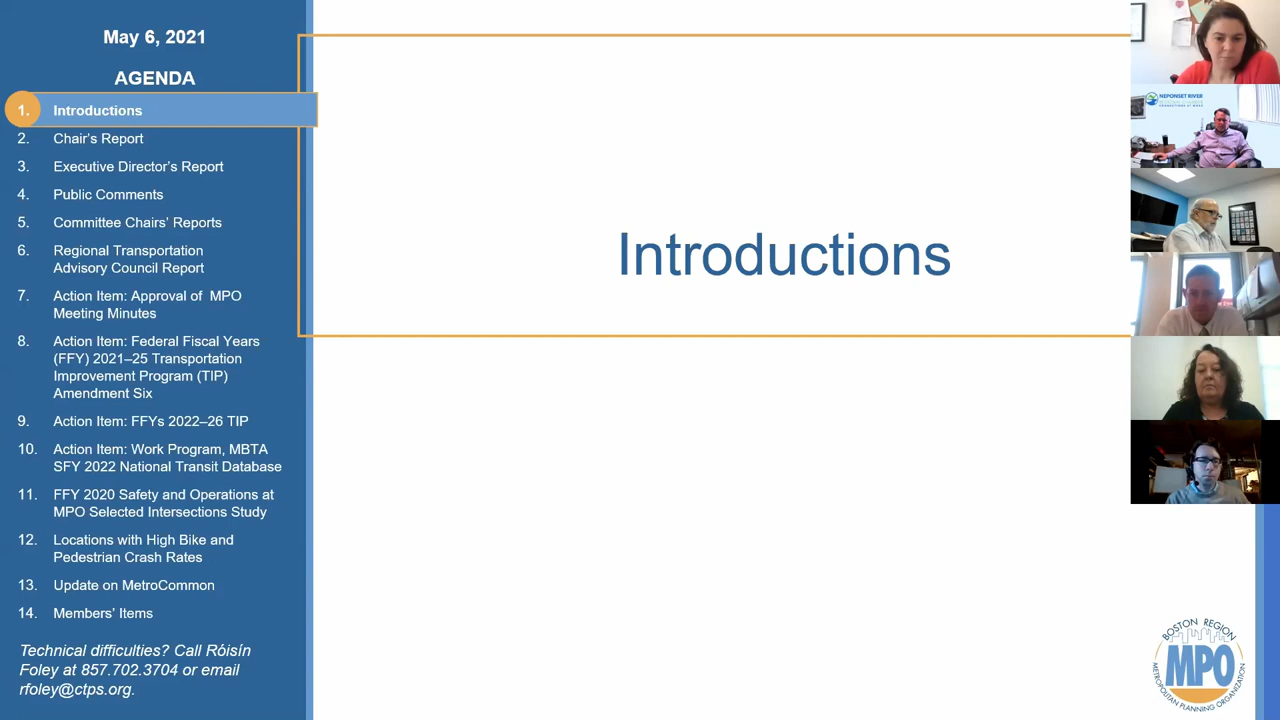 May 6, 2021
AGENDA
1. Introductions
2. Chair's Report
3. Executive Director's Report
4. Public Comments
5. Committee Chairs' Reports
6. Regional Transportation
Advisory Council Report
7. Action Item: Approval of MPO
Meeting Minutes
8. Action Item: Federal Fiscal Years
(FFY) 2021–25 Transportation
Improvement Program (TIP)
Amendment Six
9. Action Item: FFYs 2022–26 TIP
10. Action Item: Work Program, MBTA
SFY 2022 National Transit Database
11. FFY 2020 Safety and Operations at
MPO Selected Intersections Study
12. Locations with High Bike and
Pedestrian Crash Rates
13. Update on MetroCommon
14. Members' Items
Technical difficulties? Call Róisín
Foley at 857.702.3704 or email
rfoley@ctps.org.
Introductions
NEPONSET RIVER
REGIONAL CHAMBER
BOSTON REGION
MPO
METROPOLITAN PLANNING ORGANIZATION